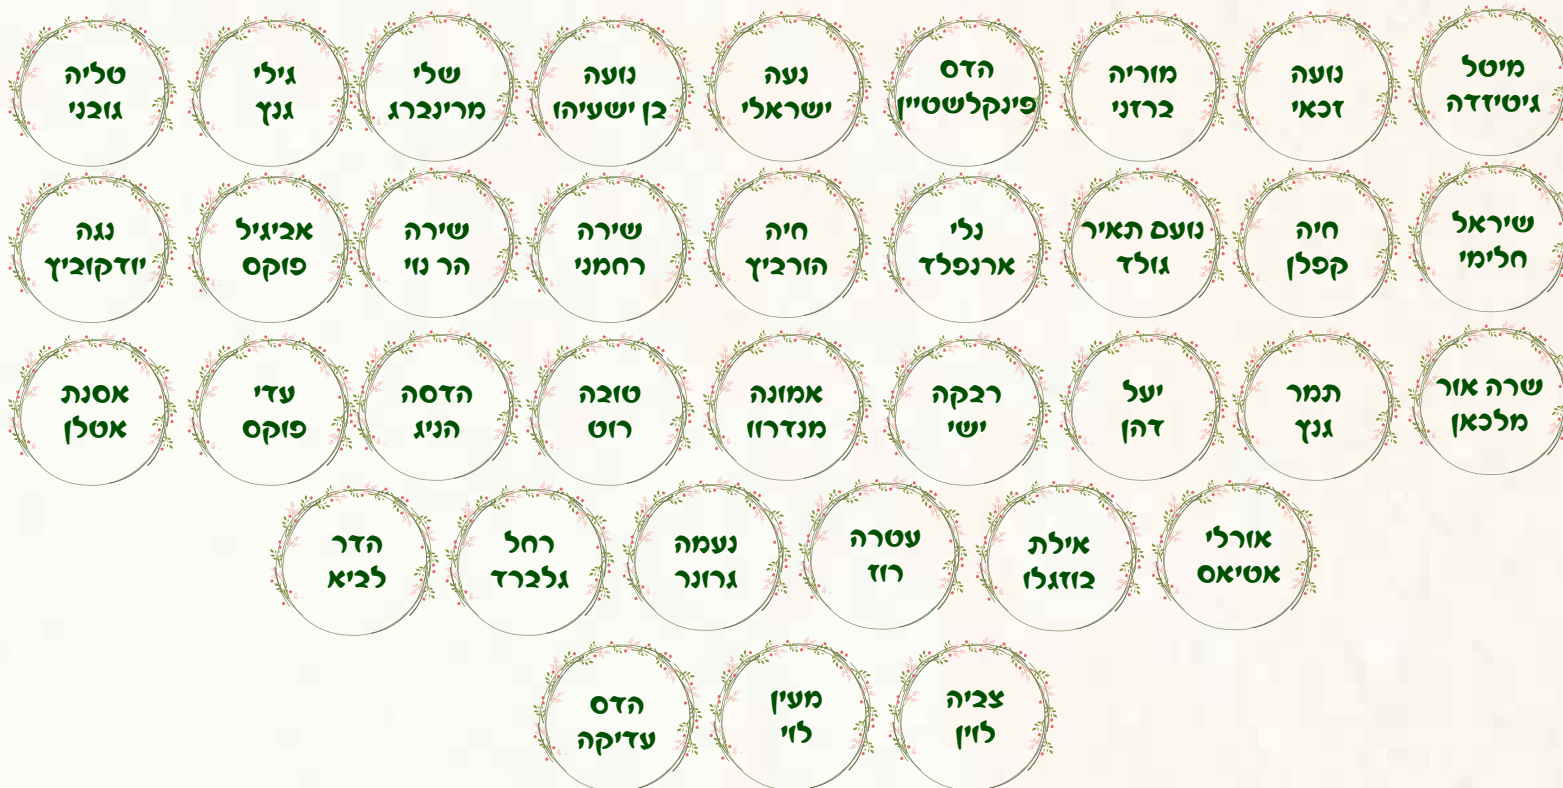 מיטל
גיטיזדה
נועה
זכאי
מוריה
ברזני
הדס
פינקלשטיין
נעה
ישראלי
נועה
בן ישעיהו
שלי
מרינברג
גילי
גנץ
טליה
גובני
שיראל
חלימי
חיה
קפלן
נועם תאיר
גולד
נלי
ארנפלד
חיה
הורביץ
שירה
רחמני
שירה
הר נוי
אביגיל
פוקס
נגה
יודקוביץ
שרה אור
מלכאן
תמר
גנץ
יעל
דהן
רבקה
ישי
אמונה
מנדרוו
טובה
רוט
הדסה
הניג
עדי
פוקס
אסנת
אטלן
אורלי
אטיאס
אילת
בוזגלו
עטרה
רוז
נעמה
גרונר
רחל
גלברד
הדר
לביא
צביה
לוין
מעין
לוי
הדס
עדיקה